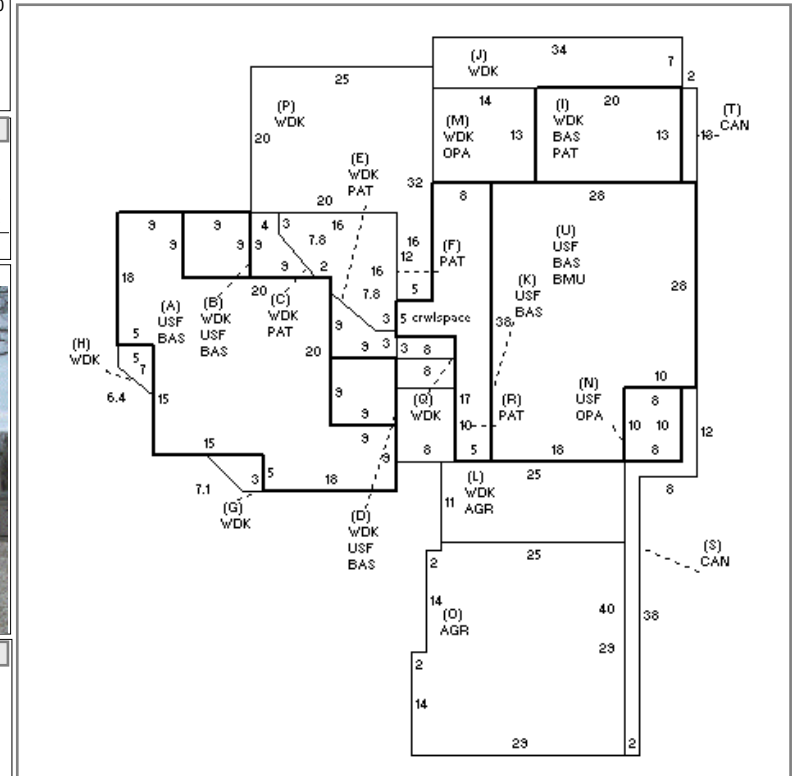 34
(J)
WDK
7
2
25
(P)
WDK
20
14
(M)
WDK
OPA
13
(I)
WDK
BAS
PAT
20
13
(T)
CAN
13
(E)
WDK
PAT
32
20
8
28
9
9
4
3
16
9
9
9
7.8
16
12
(F)
PAT
(U)
USF
BAS
BMU
18
9
2
16
(K)
USF
BAS
28
20
7.8
5
(A)
USF
BAS
(B)
WDK
USF
BAS
(C)
WDK
PAT
5 crwlspace
38
3
9
5
(H)
WDK
5
7
20
9
3
3
8
8
10
6.4
15
9
(Q)
WDK
17
(R)
PAT
(N)
USF
OPA
8
9
10
10
10
12
15
9
9
8
5
18
8
5
18
(L)
WDK
AGR
25
8
7.1
3
(G)
WDK
11
(D)
WDK
USF
BAS
(S)
CAN
2
25
14
(O)
AGR
40
38
29
2
14
29
2